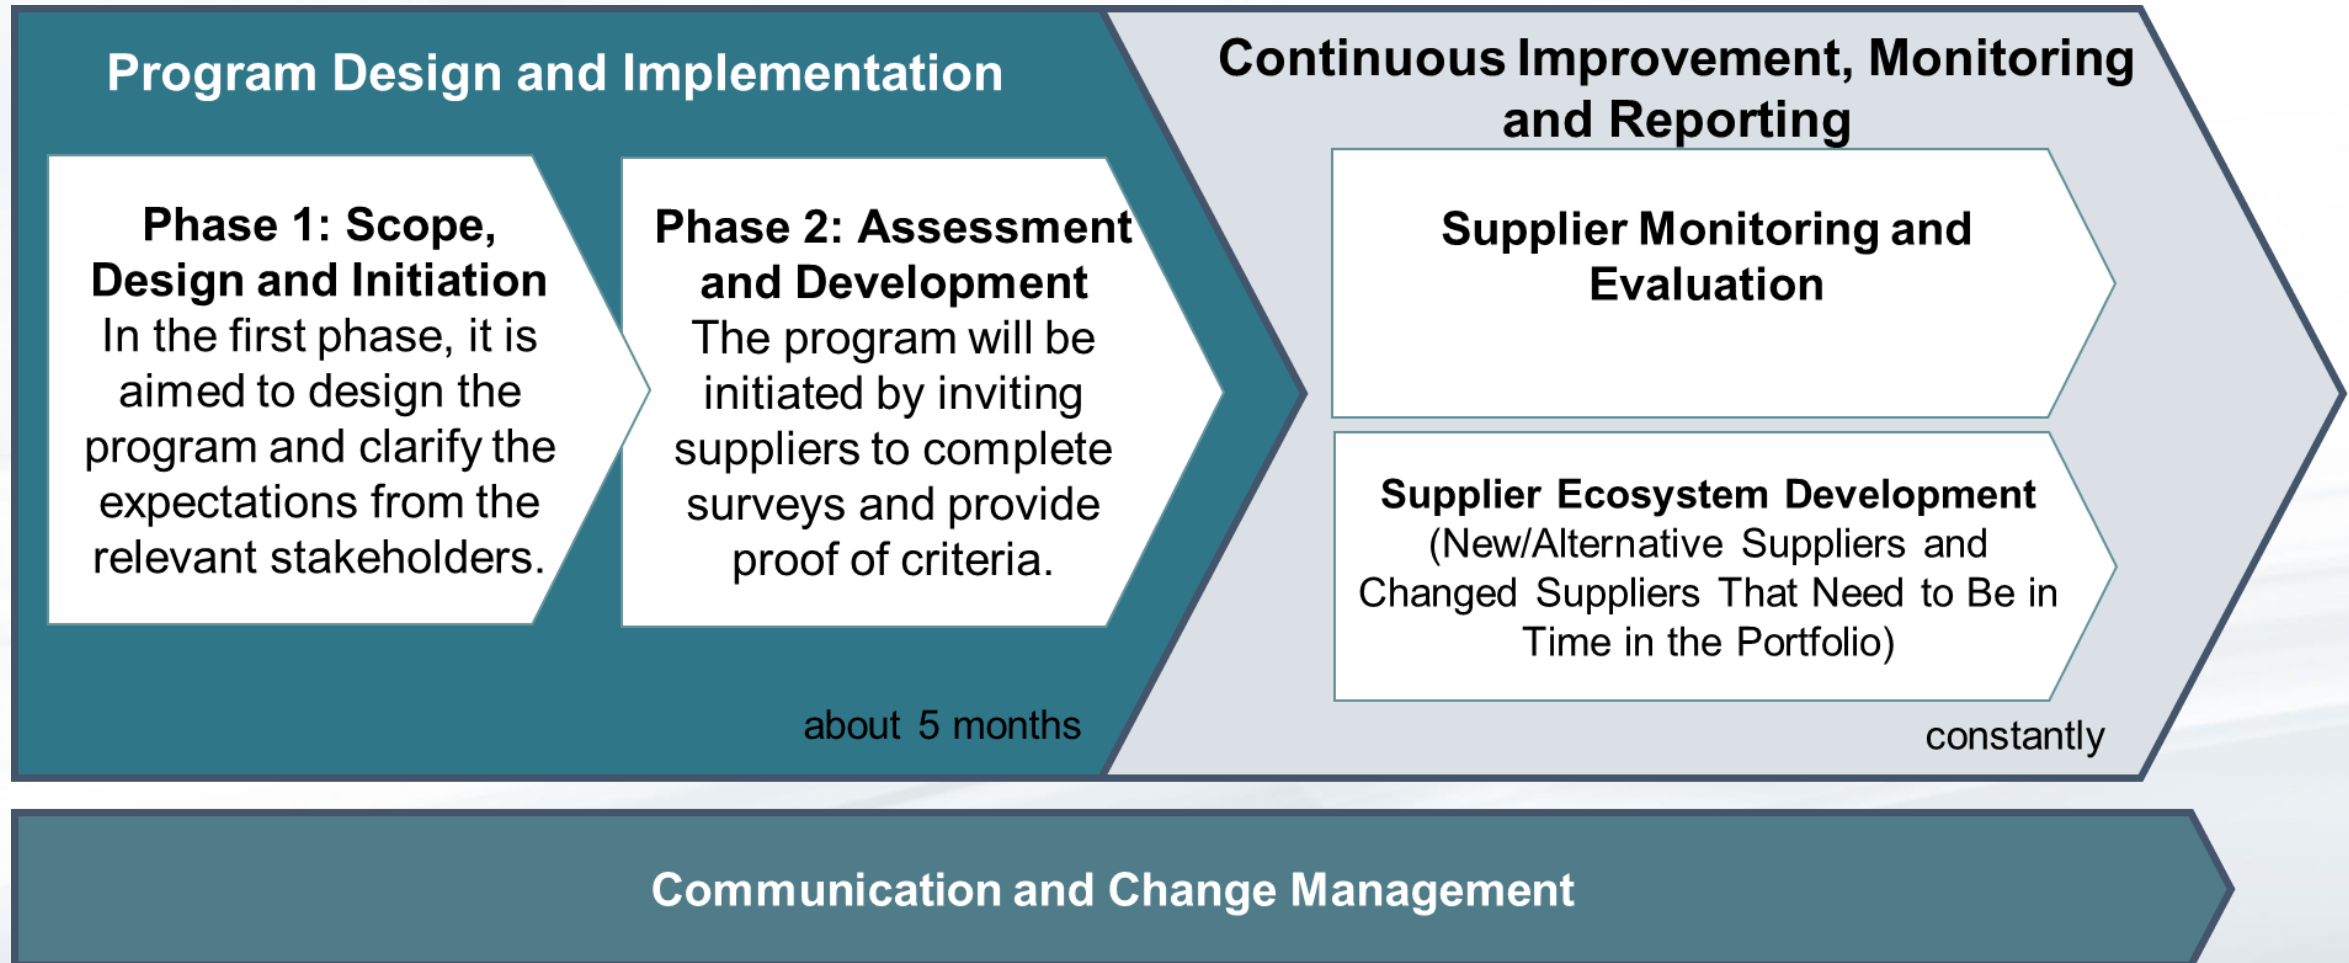 Program Design and Implementation
Phase 1: Scope,
Design and Initiation
In the first phase, it is
aimed to design the
program and clarify the
expectations from the
relevant stakeholders.
Phase 2: Assessment
and Development
The program will be
initiated by inviting
suppliers to complete
surveys and provide
proof of criteria.
about 5 months
Continuous Improvement, Monitoring
and Reporting
Supplier Monitoring and
Evaluation
Supplier Ecosystem Development
(New/Alternative Suppliers and
Changed Suppliers That Need to Be in
Time in the Portfolio)
constantly
Communication and Change Management